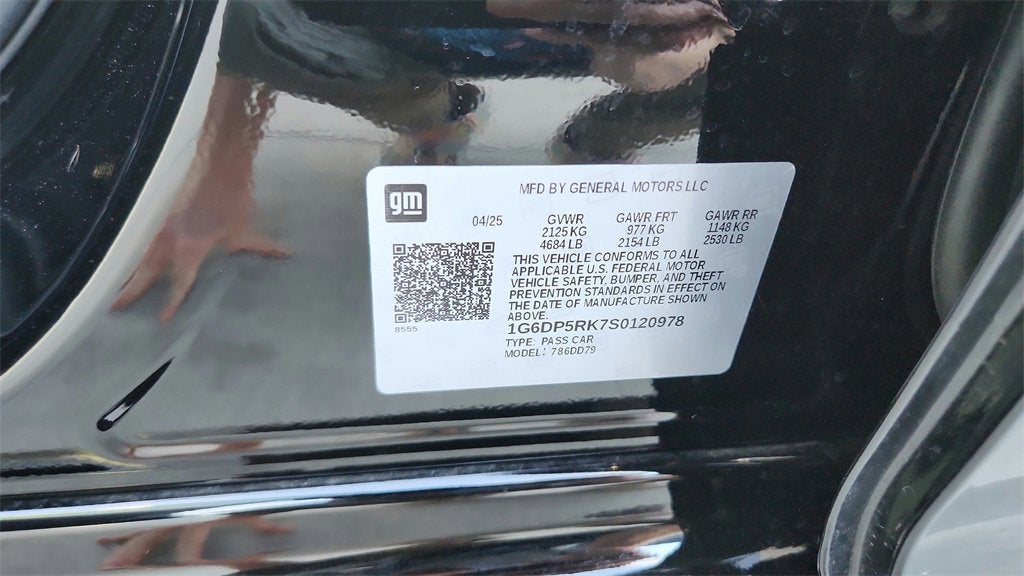 gm
MFD BY GENERAL MOTORS LLC
04/25 GVWR GAWR FRT GAWR RR
2125 KG 977 KG 1148 KG
4684 LB 2154 LB 2530 LB
THIS VEHICLE CONFORMS TO ALL
APPLICABLE U.S. FEDERAL MOTOR
VEHICLE SAFETY, BUMPER, AND THEFT
PREVENTION STANDARDS IN EFFECT ON
THE DATE OF MANUFACTURE SHOWN
ABOVE.
8555
1G6DP5RK7S0120978
TYPE: PASS CAR
MODEL: 786DD79